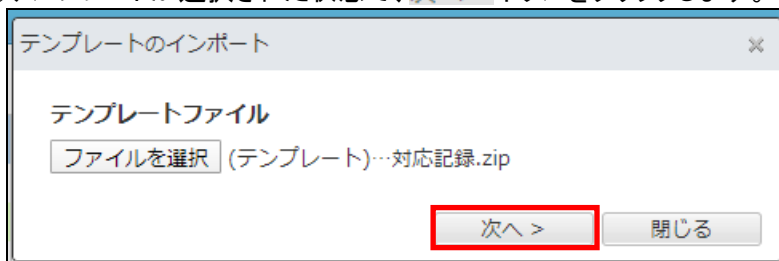 テンプレートのインポート
テンプレートファイル
ファイルを選択 (テンプレート)…対応記録.zip
次へ > 閉じる